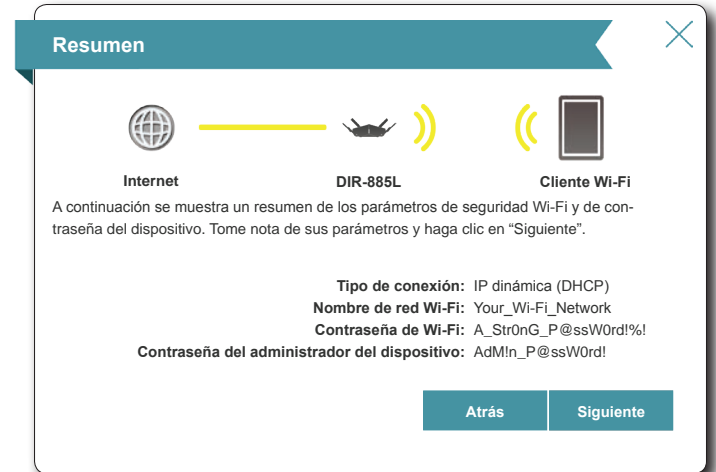 Resumen
Internet DIR-885L Cliente Wi-Fi
A continuación se muestra un resumen de los parámetros de seguridad Wi-Fi y de con-
traseña del dispositivo. Tome nota de sus parámetros y haga clic en “Siguiente”.
Tipo de conexión: IP dinámica (DHCP)
Nombre de red Wi-Fi: Your_Wi-Fi_Network
Contraseña de Wi-Fi: A_Str0nG_P@ssW0rd!%!
Contraseña del administrador del dispositivo: AdM!n_P@ssW0rd!
Atrás Siguiente